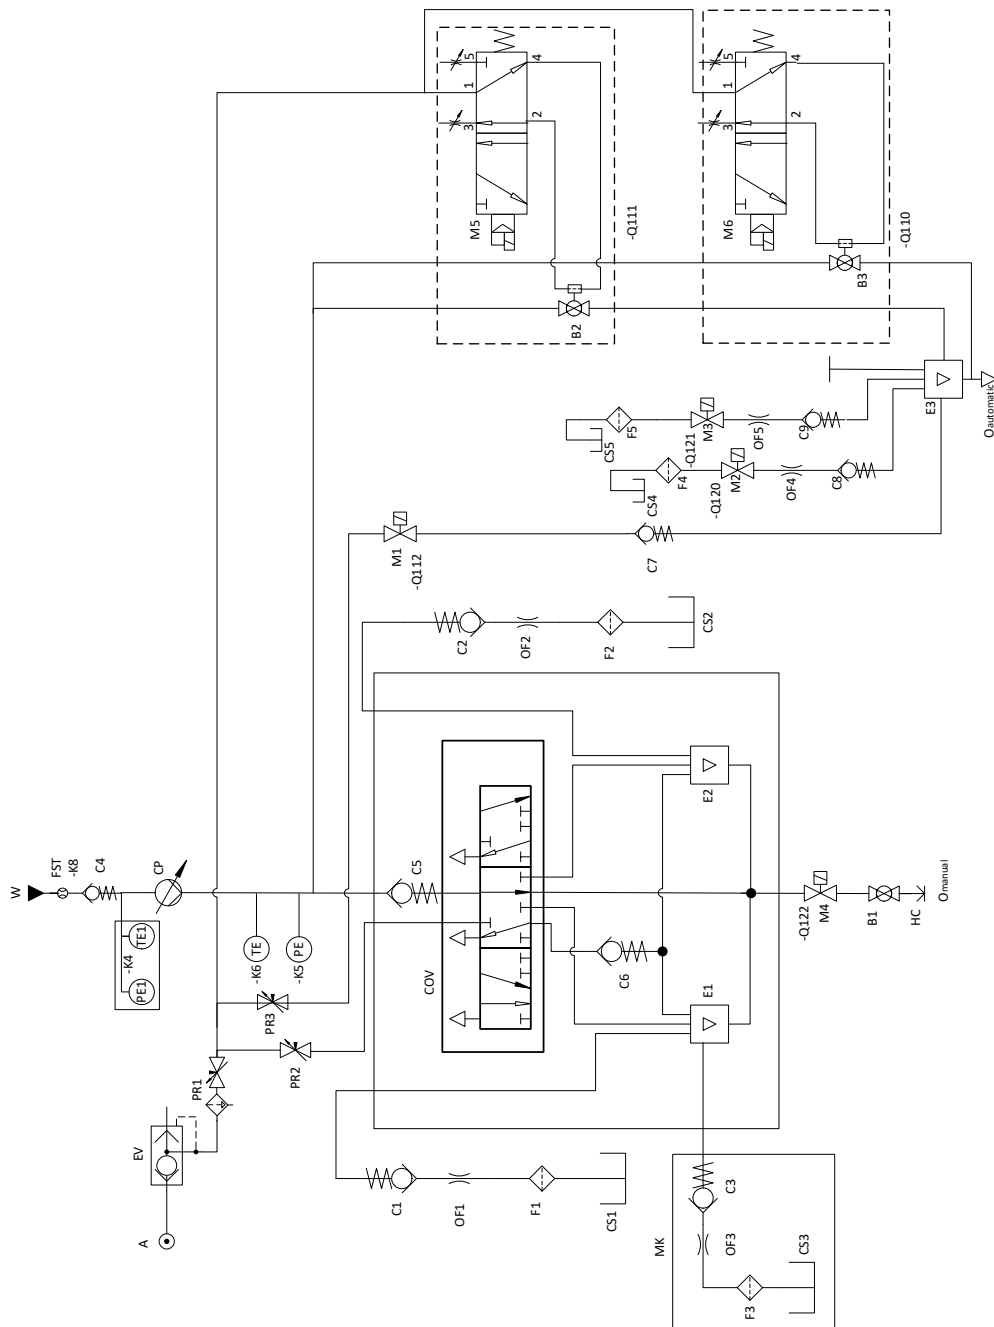 W
FST
-K8
C4
CP
TE1
-K4
PE1
-K6
TE
-K5
PE
PR3
PR2
PR1
EV
A
C5
COV
C6
E1
E2
C1
OF1
F1
CS1
C2
OF2
F2
CS2
MK
C3
OF3
F3
CS3
-Q122
M4
B1
HC
Omanual
M1
-Q112
C7
CS4
F4
-Q120
M2
OF4
C8
CS5
F5
-Q121
M3
OF5
C9
E3
Oautomatic
5
4
1
3
2
M5
-Q111
B2
5
4
1
3
2
M6
-Q110
B3